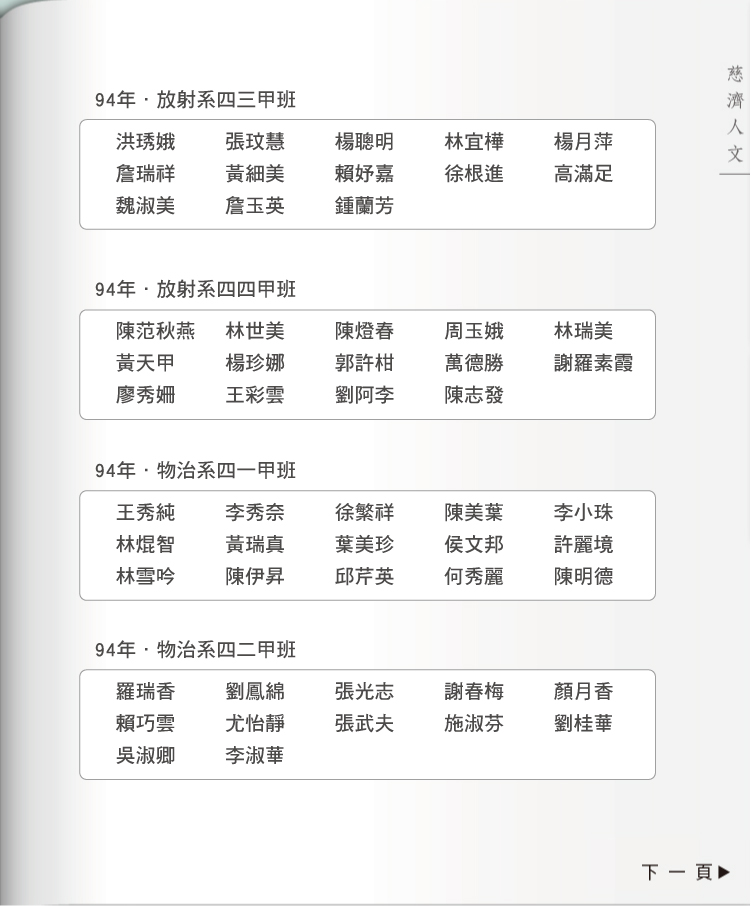 慈濟人文
94年．放射系四三甲班
洪琇娥 張玟慧 楊聰明 林宜樺 楊月萍
詹瑞祥 黃細美 賴妤嘉 徐根進 高滿足
魏淑美 詹玉英 鍾蘭芳
94年．放射系四四甲班
陳范秋燕 林世美 陳燈春 周玉娥 林瑞美
黃天甲 楊珍娜 郭許柑 萬德勝 謝羅素霞
廖秀姍 王彩雲 劉阿李 陳志發
94年．物治系四一甲班
王秀純 李秀奈 徐繁祥 陳美葉 李小珠
林焜智 黃瑞真 葉美珍 侯文邦 許麗境
林雪吟 陳伊昇 邱芹英 何秀麗 陳明德
94年．物治系四二甲班
羅瑞香 劉鳳綿 張光志 謝春梅 顏月香
賴巧雲 尤怡靜 張武夫 施淑芬 劉桂華
吳淑卿 李淑華
下一頁▶